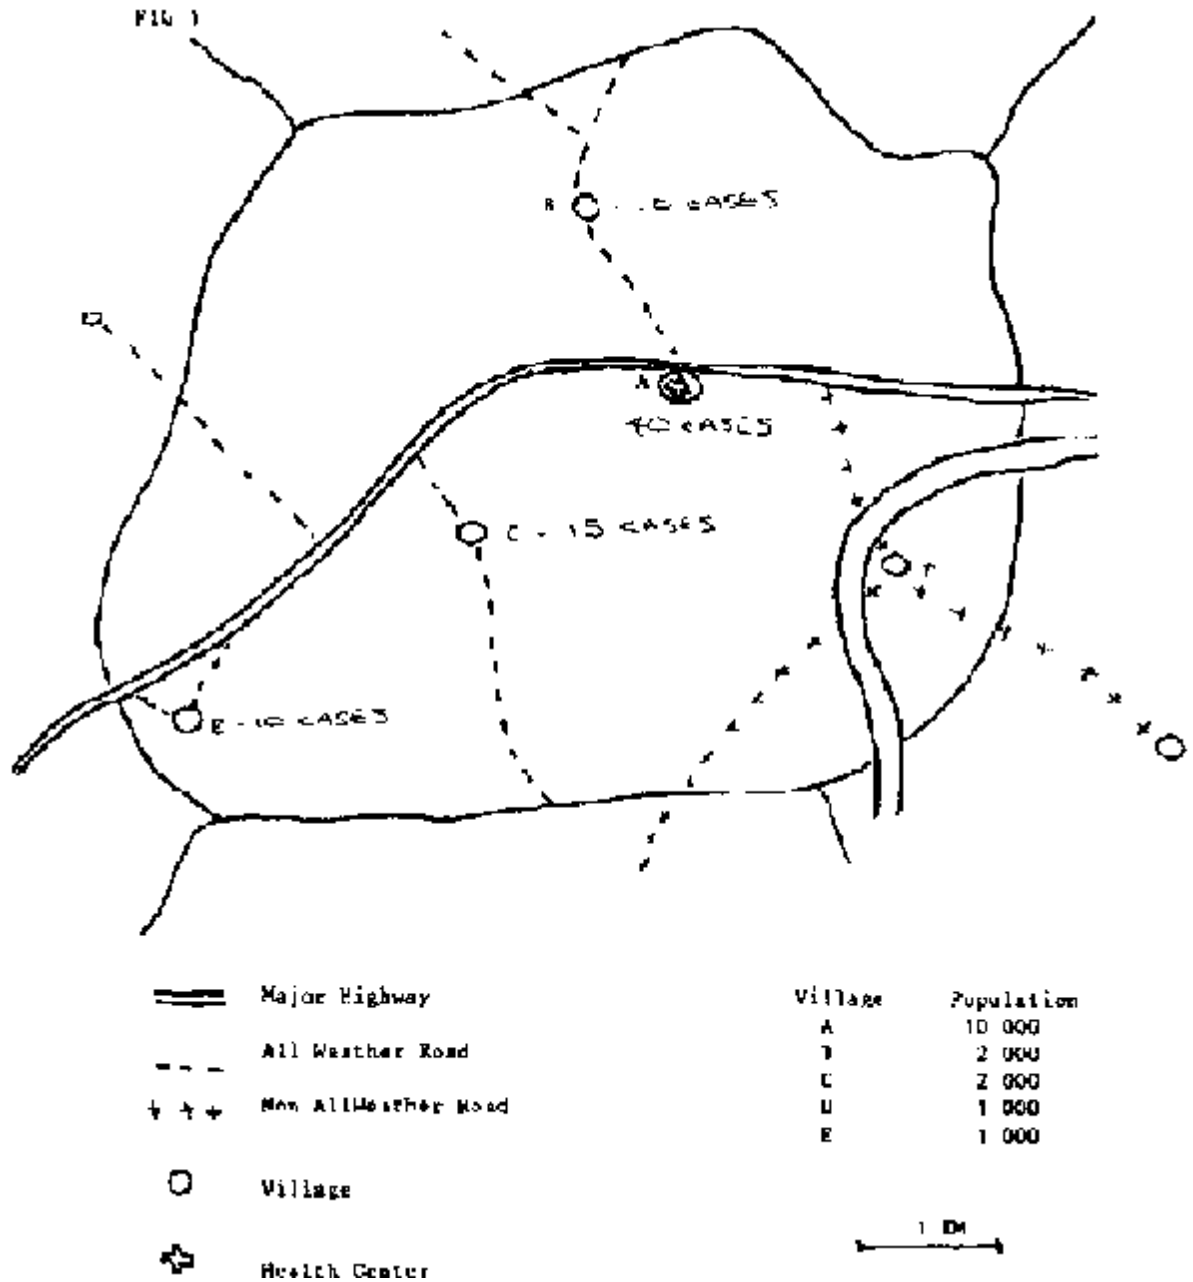 FIG 1
B CASES
A
40 CASES
C - 15 CASES
E - 10 CASES
Major Highway
All Weather Road
Non AllWeather Road
Village
Health Center
Village Population
A 10 000
2 000
C 2 000
1 000
E 1 000
1 KM